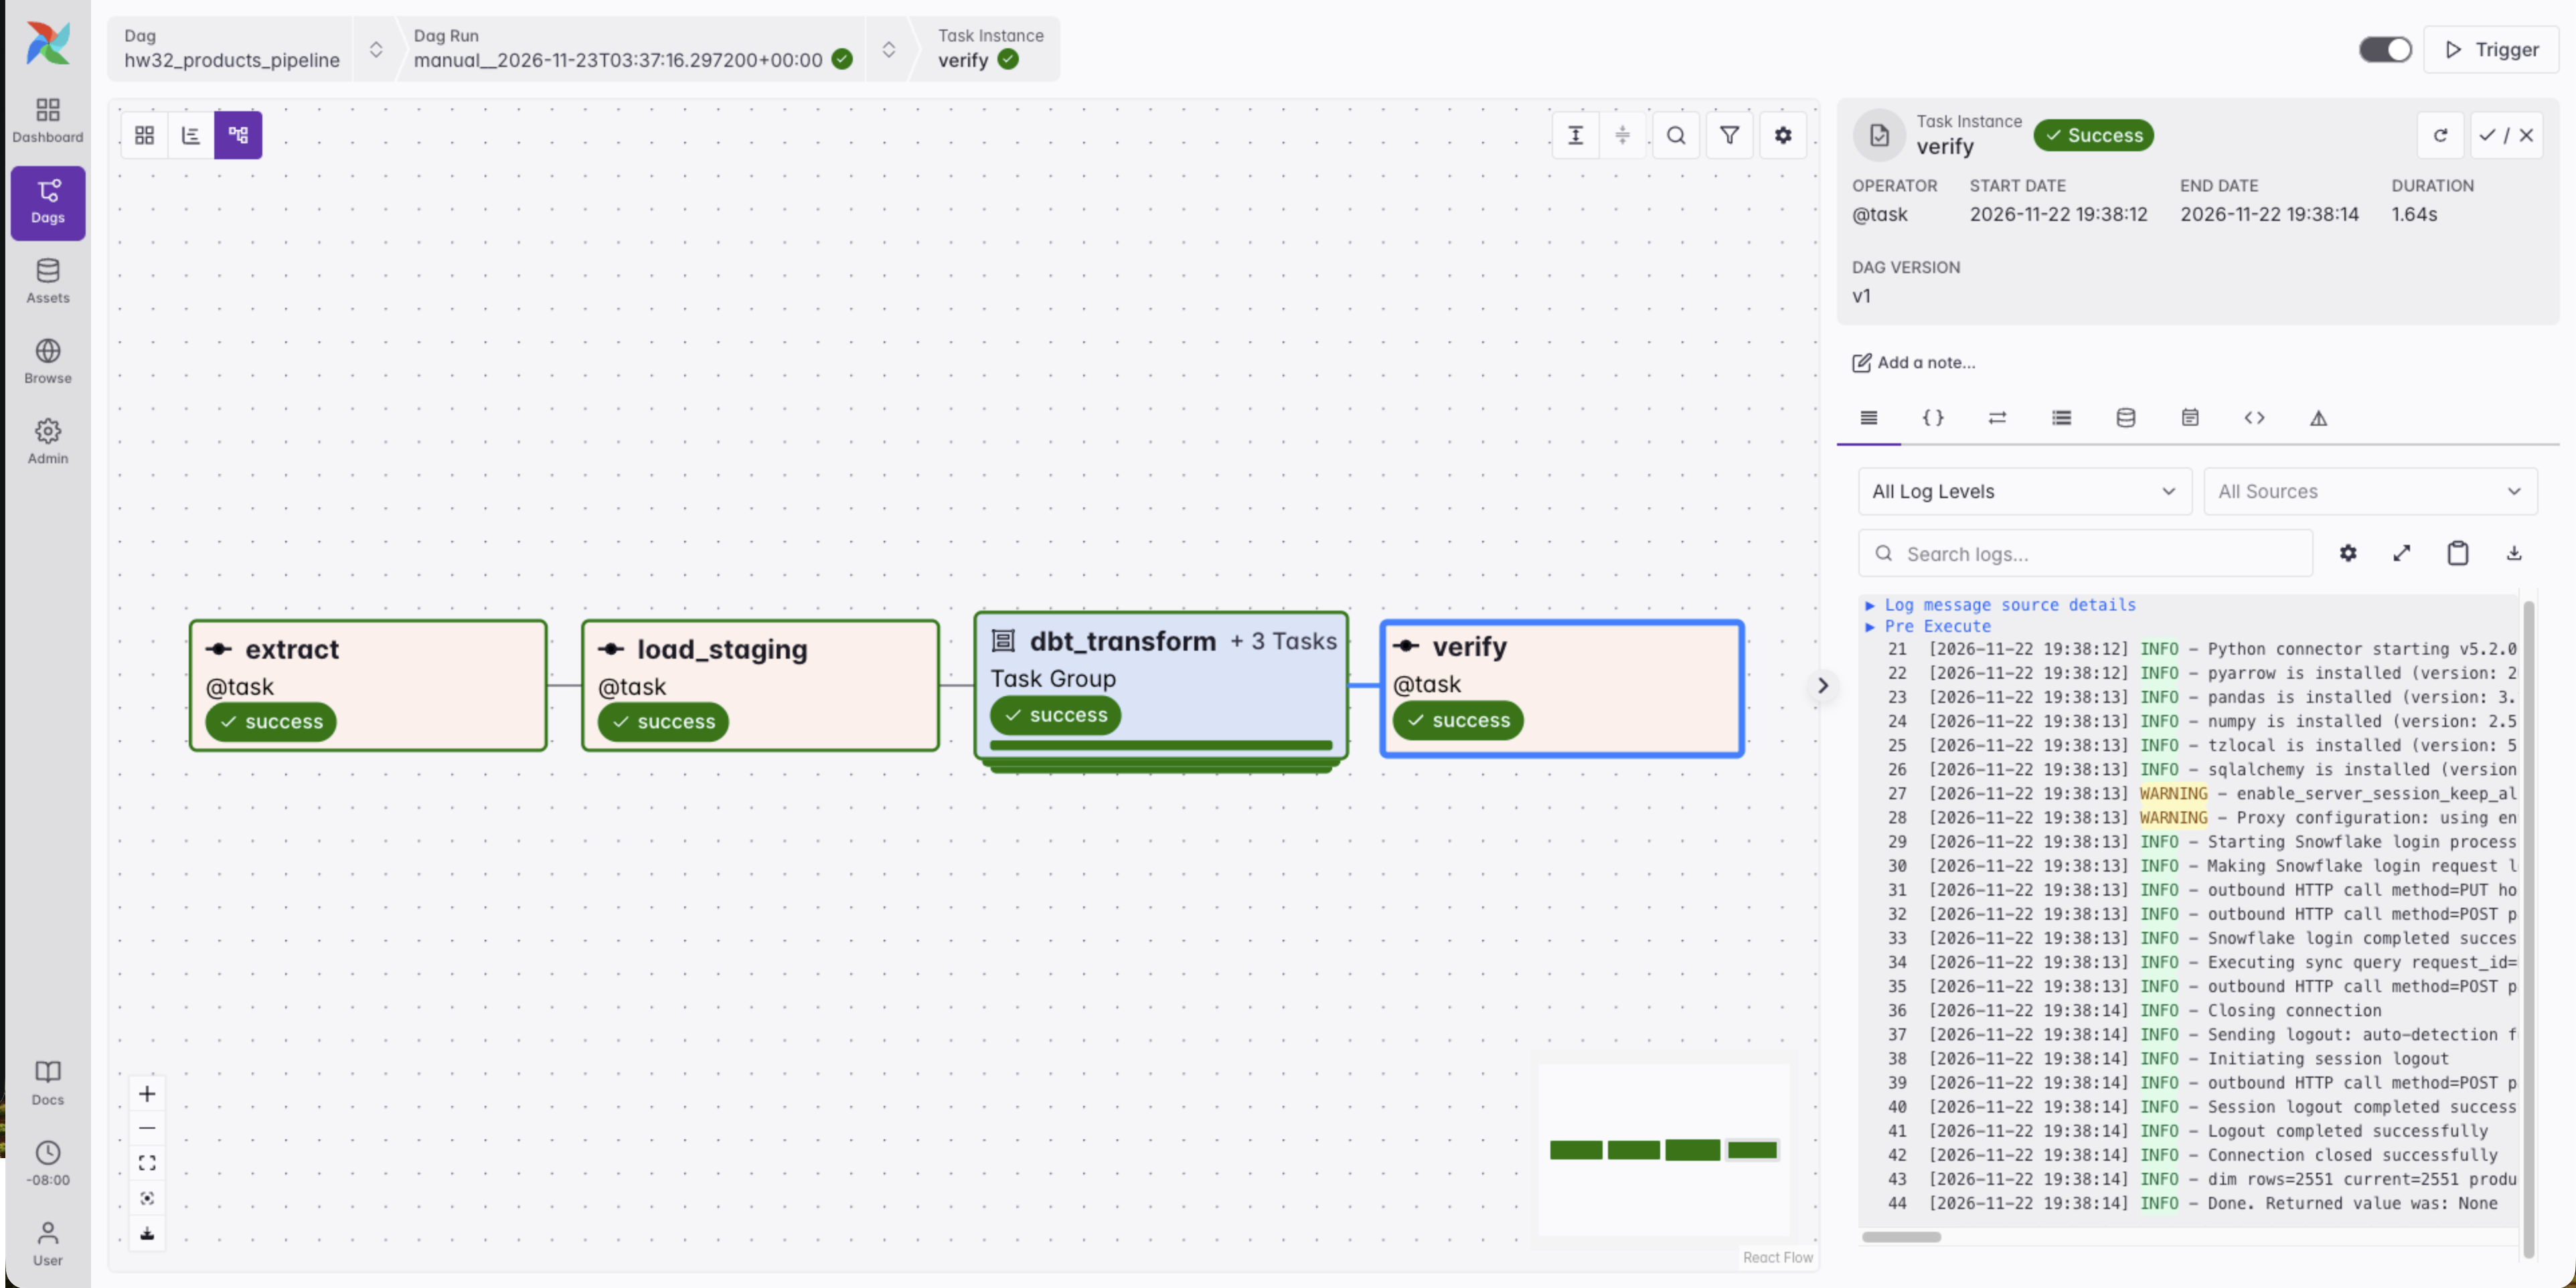 Dag
hw32_products_pipeline
Dag Run
manual__2026-11-23T03:37:16.297200+00:00
Task Instance
verify
Trigger
Dashboard
Dags
Assets
Browse
Admin
Docs
-08:00
User
extract
@task
success
load_staging
@task
success
dbt_transform + 3 Tasks
Task Group
success
verify
@task
success
React Flow
Task Instance
verify
Success
/
OPERATOR START DATE END DATE DURATION
@task 2026-11-22 19:38:12 2026-11-22 19:38:14 1.64s
DAG VERSION
v1
Add a note...
All Log Levels
All Sources
Search logs...
Log message source details
Pre Execute
21 [2026-11-22 19:38:12] INFO - Python connector starting v5.2.0
22 [2026-11-22 19:38:12] INFO - pyarrow is installed (version: 2
23 [2026-11-22 19:38:13] INFO - pandas is installed (version: 3.
24 [2026-11-22 19:38:13] INFO - numpy is installed (version: 2.5
25 [2026-11-22 19:38:13] INFO - tzlocal is installed (version: 5
26 [2026-11-22 19:38:13] INFO - sqlalchemy is installed (version
27 [2026-11-22 19:38:13] WARNING - enable_server_session_keep_al
28 [2026-11-22 19:38:13] WARNING - Proxy configuration: using en
29 [2026-11-22 19:38:13] INFO - Starting Snowflake login process
30 [2026-11-22 19:38:13] INFO - Making Snowflake login request l
31 [2026-11-22 19:38:13] INFO - outbound HTTP call method=PUT ho
32 [2026-11-22 19:38:13] INFO - outbound HTTP call method=POST p
33 [2026-11-22 19:38:13] INFO - Snowflake login completed succes
34 [2026-11-22 19:38:13] INFO - Executing sync query request_id=
35 [2026-11-22 19:38:13] INFO - outbound HTTP call method=POST p
36 [2026-11-22 19:38:14] INFO - Closing connection
37 [2026-11-22 19:38:14] INFO - Sending logout: auto-detection f
38 [2026-11-22 19:38:14] INFO - Initiating session logout
39 [2026-11-22 19:38:14] INFO - outbound HTTP call method=POST p
40 [2026-11-22 19:38:14] INFO - Session logout completed success
41 [2026-11-22 19:38:14] INFO - Logout completed successfully
42 [2026-11-22 19:38:14] INFO - Connection closed successfully
43 [2026-11-22 19:38:14] INFO - dim rows=2551 current=2551 produ
44 [2026-11-22 19:38:14] INFO - Done. Returned value was: None